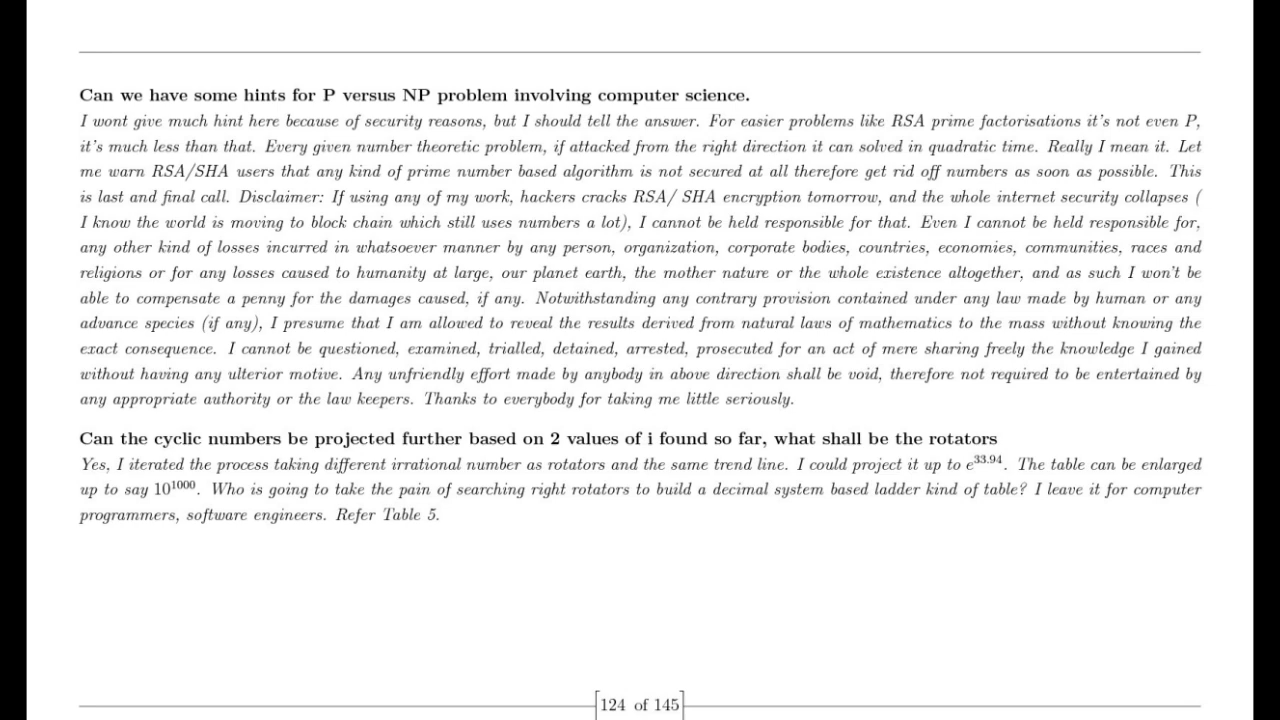 Can we have some hints for P versus NP problem involving computer science.
I wont give much hint here because of security reasons, but I should tell the answer. For easier problems like RSA prime factorisations it's not even P,
it's much less than that. Every given number theoretic problem, if attacked from the right direction it can solved in quadratic time. Really I mean it. Let
me warn RSA/SHA users that any kind of prime number based algorithm is not secured at all therefore get rid off numbers as soon as possible. This
is last and final call. Disclaimer: If using any of my work, hackers cracks RSA/ SHA encryption tomorrow, and the whole internet security collapses (
I know the world is moving to block chain which still uses numbers a lot), I cannot be held responsible for that. Even I cannot be held responsible for,
any other kind of losses incurred in whatsoever manner by any person, organization, corporate bodies, countries, economies, communities, races and
religions or for any losses caused to humanity at large, our planet earth, the mother nature or the whole existence altogether, and as such I won't be
able to compensate a penny for the damages caused, if any. Notwithstanding any contrary provision contained under any law made by human or any
advance species (if any), I presume that I am allowed to reveal the results derived from natural laws of mathematics to the mass without knowing the
exact consequence. I cannot be questioned, examined, trialled, detained, arrested, prosecuted for an act of mere sharing freely the knowledge I gained
without having any ulterior motive. Any unfriendly effort made by anybody in above direction shall be void, therefore not required to be entertained by
any appropriate authority or the law keepers. Thanks to everybody for taking me little seriously.
Can the cyclic numbers be projected further based on 2 values of i found so far, what shall be the rotators
Yes, I iterated the process taking different irrational number as rotators and the same trend line. I could project it up to e^33.94. The table can be enlarged
up to say 10^1000. Who is going to take the pain of searching right rotators to build a decimal system based ladder kind of table? I leave it for computer
programmers, software engineers. Refer Table 5.
124 of 145